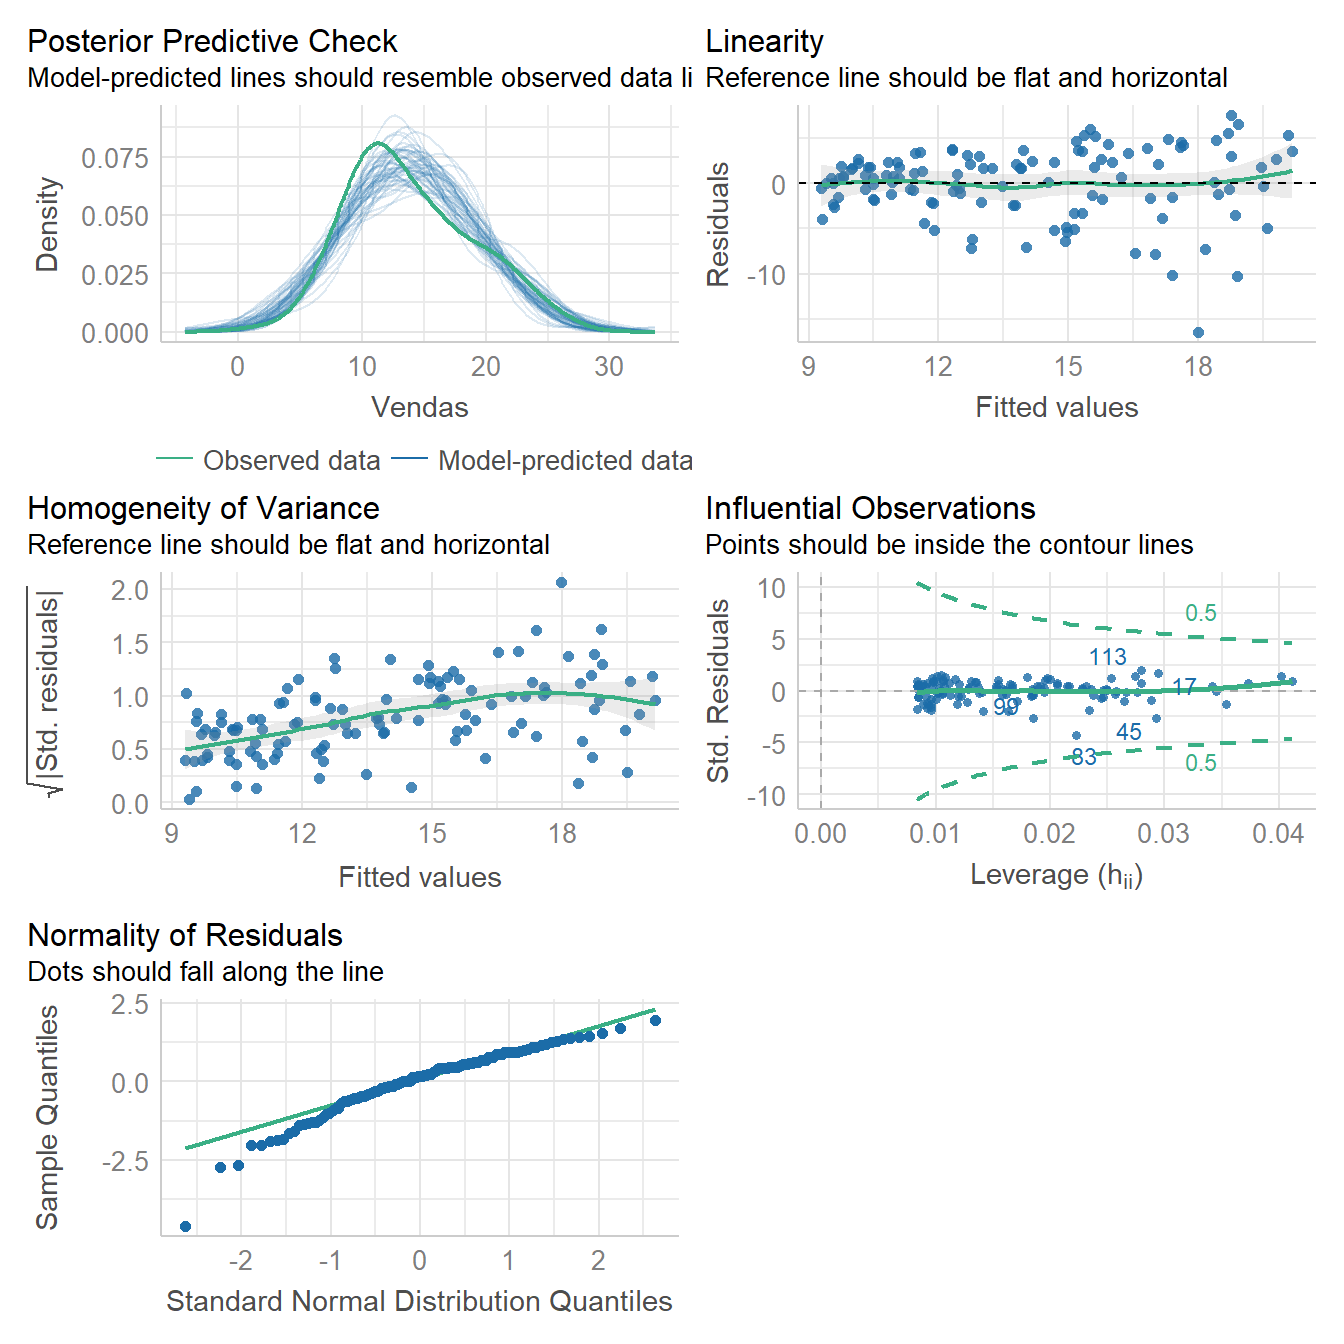 Posterior Predictive Check
Model-predicted lines should resemble observed data li
Density
0.075
0.050
0.025
0.000
0 10 20 30
Vendas
Observed data Model-predicted data
Linearity
Reference line should be flat and horizontal
Residuals
0
-10
9 12 15 18
Fitted values
Homogeneity of Variance
Reference line should be flat and horizontal
√|Std. residuals|
2.0
1.5
1.0
0.5
0.0
9 12 15 18
Fitted values
Influential Observations
Points should be inside the contour lines
Std. Residuals
10
5
0
-5
-10
0.5
113
17
99
45
83
0.5
0.00 0.01 0.02 0.03 0.04
Leverage (hii)
Normality of Residuals
Dots should fall along the line
Sample Quantiles
2.5
0.0
-2.5
-2 -1 0 1 2
Standard Normal Distribution Quantiles